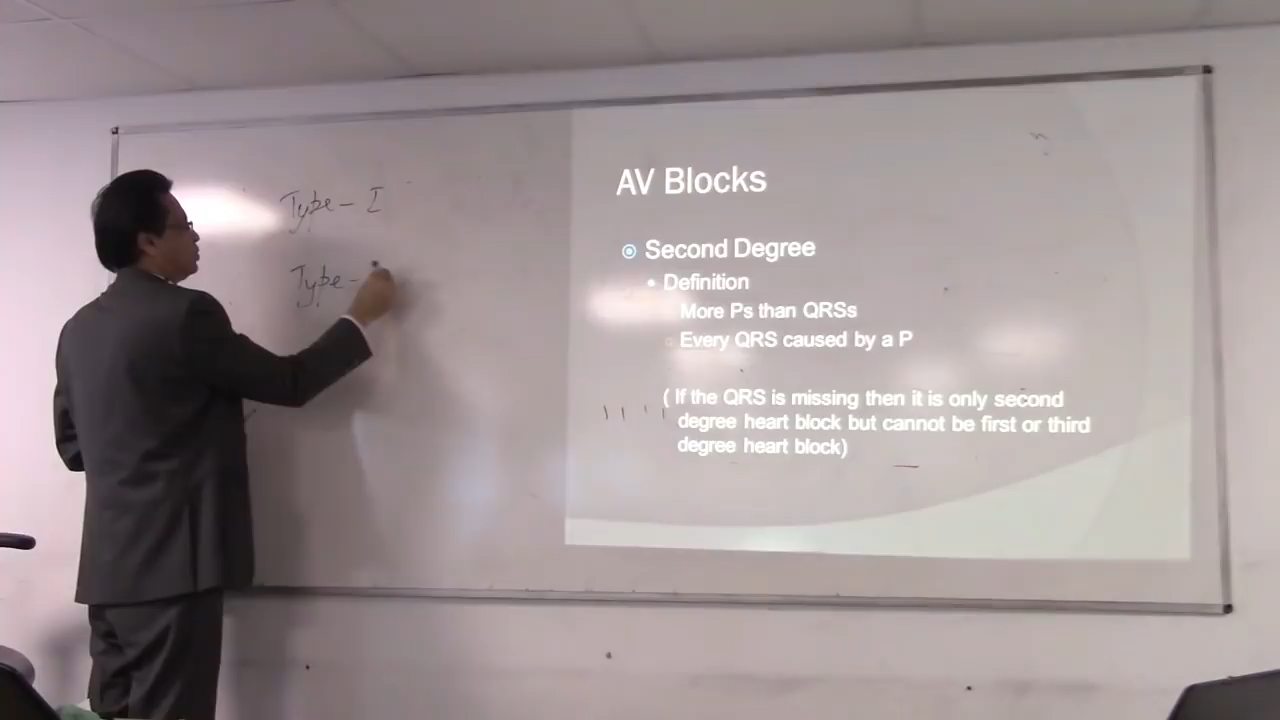 Type - I
Type -
AV Blocks
Second Degree
• Definition
More Ps than QRSs
Every QRS caused by a P
( If the QRS is missing then it is only second
degree heart block but cannot be first or third
degree heart block)